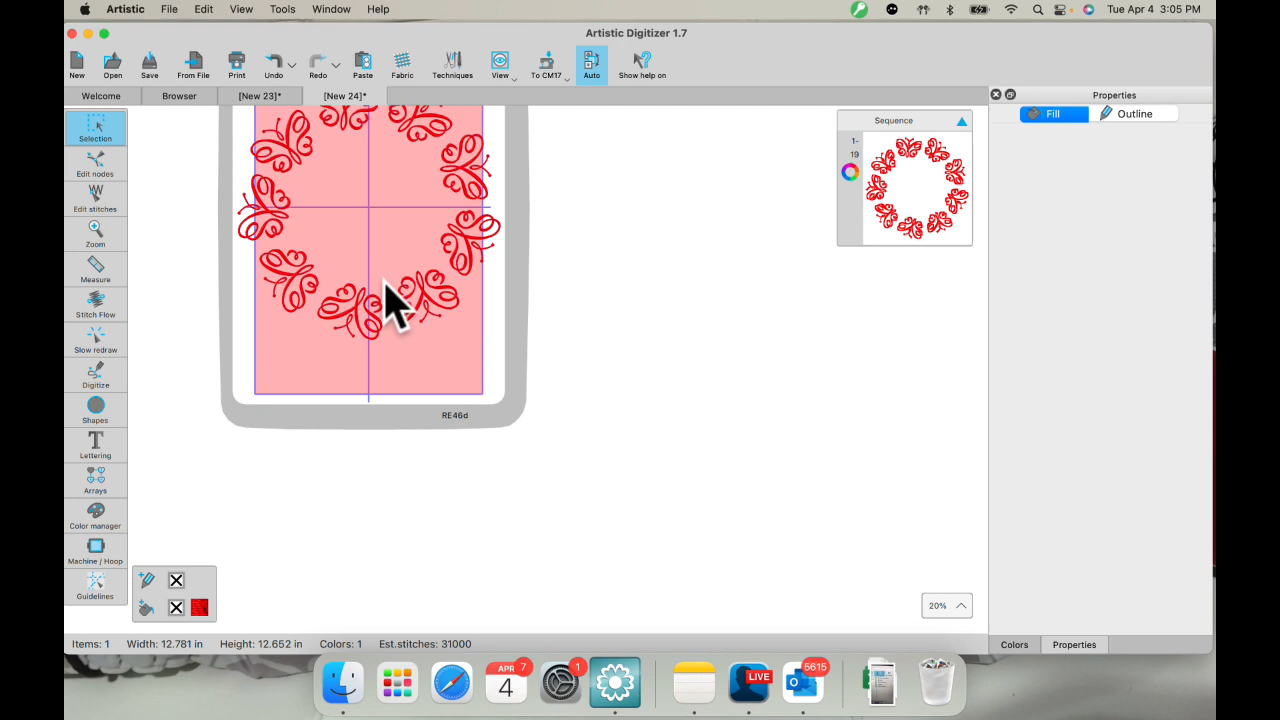 Artistic File Edit View Tools Window Help Tue Apr 4 3:05 PM
Artistic Digitizer 1.7
New Open Save From File Print Undo Redo Paste Fabric Techniques View To CM17 Auto Show help on
Welcome Browser [New 23]* [New 24]* Properties
Fill Outline
Selection
Edit nodes
Edit stitches
Zoom
Measure
Stitch Flow
Slow redraw
Digitize
Shapes
Lettering
Arrays
Color manager
Machine / Hoop
Guidelines
Sequence
1-
19
RE46d
20%
Items: 1 Width: 12.781 in Height: 12.652 in Colors: 1 Est.stitches: 31000
Colors Properties
APR 7
4
1
LIVE
5615